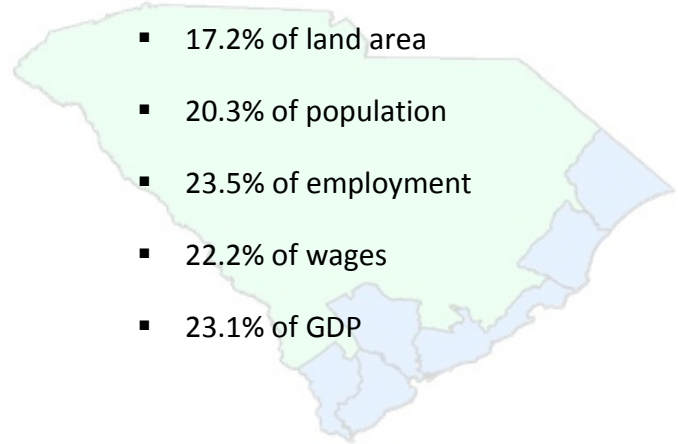 ▪ 17.2% of land area
▪ 20.3% of population
▪ 23.5% of employment
▪ 22.2% of wages
▪ 23.1% of GDP